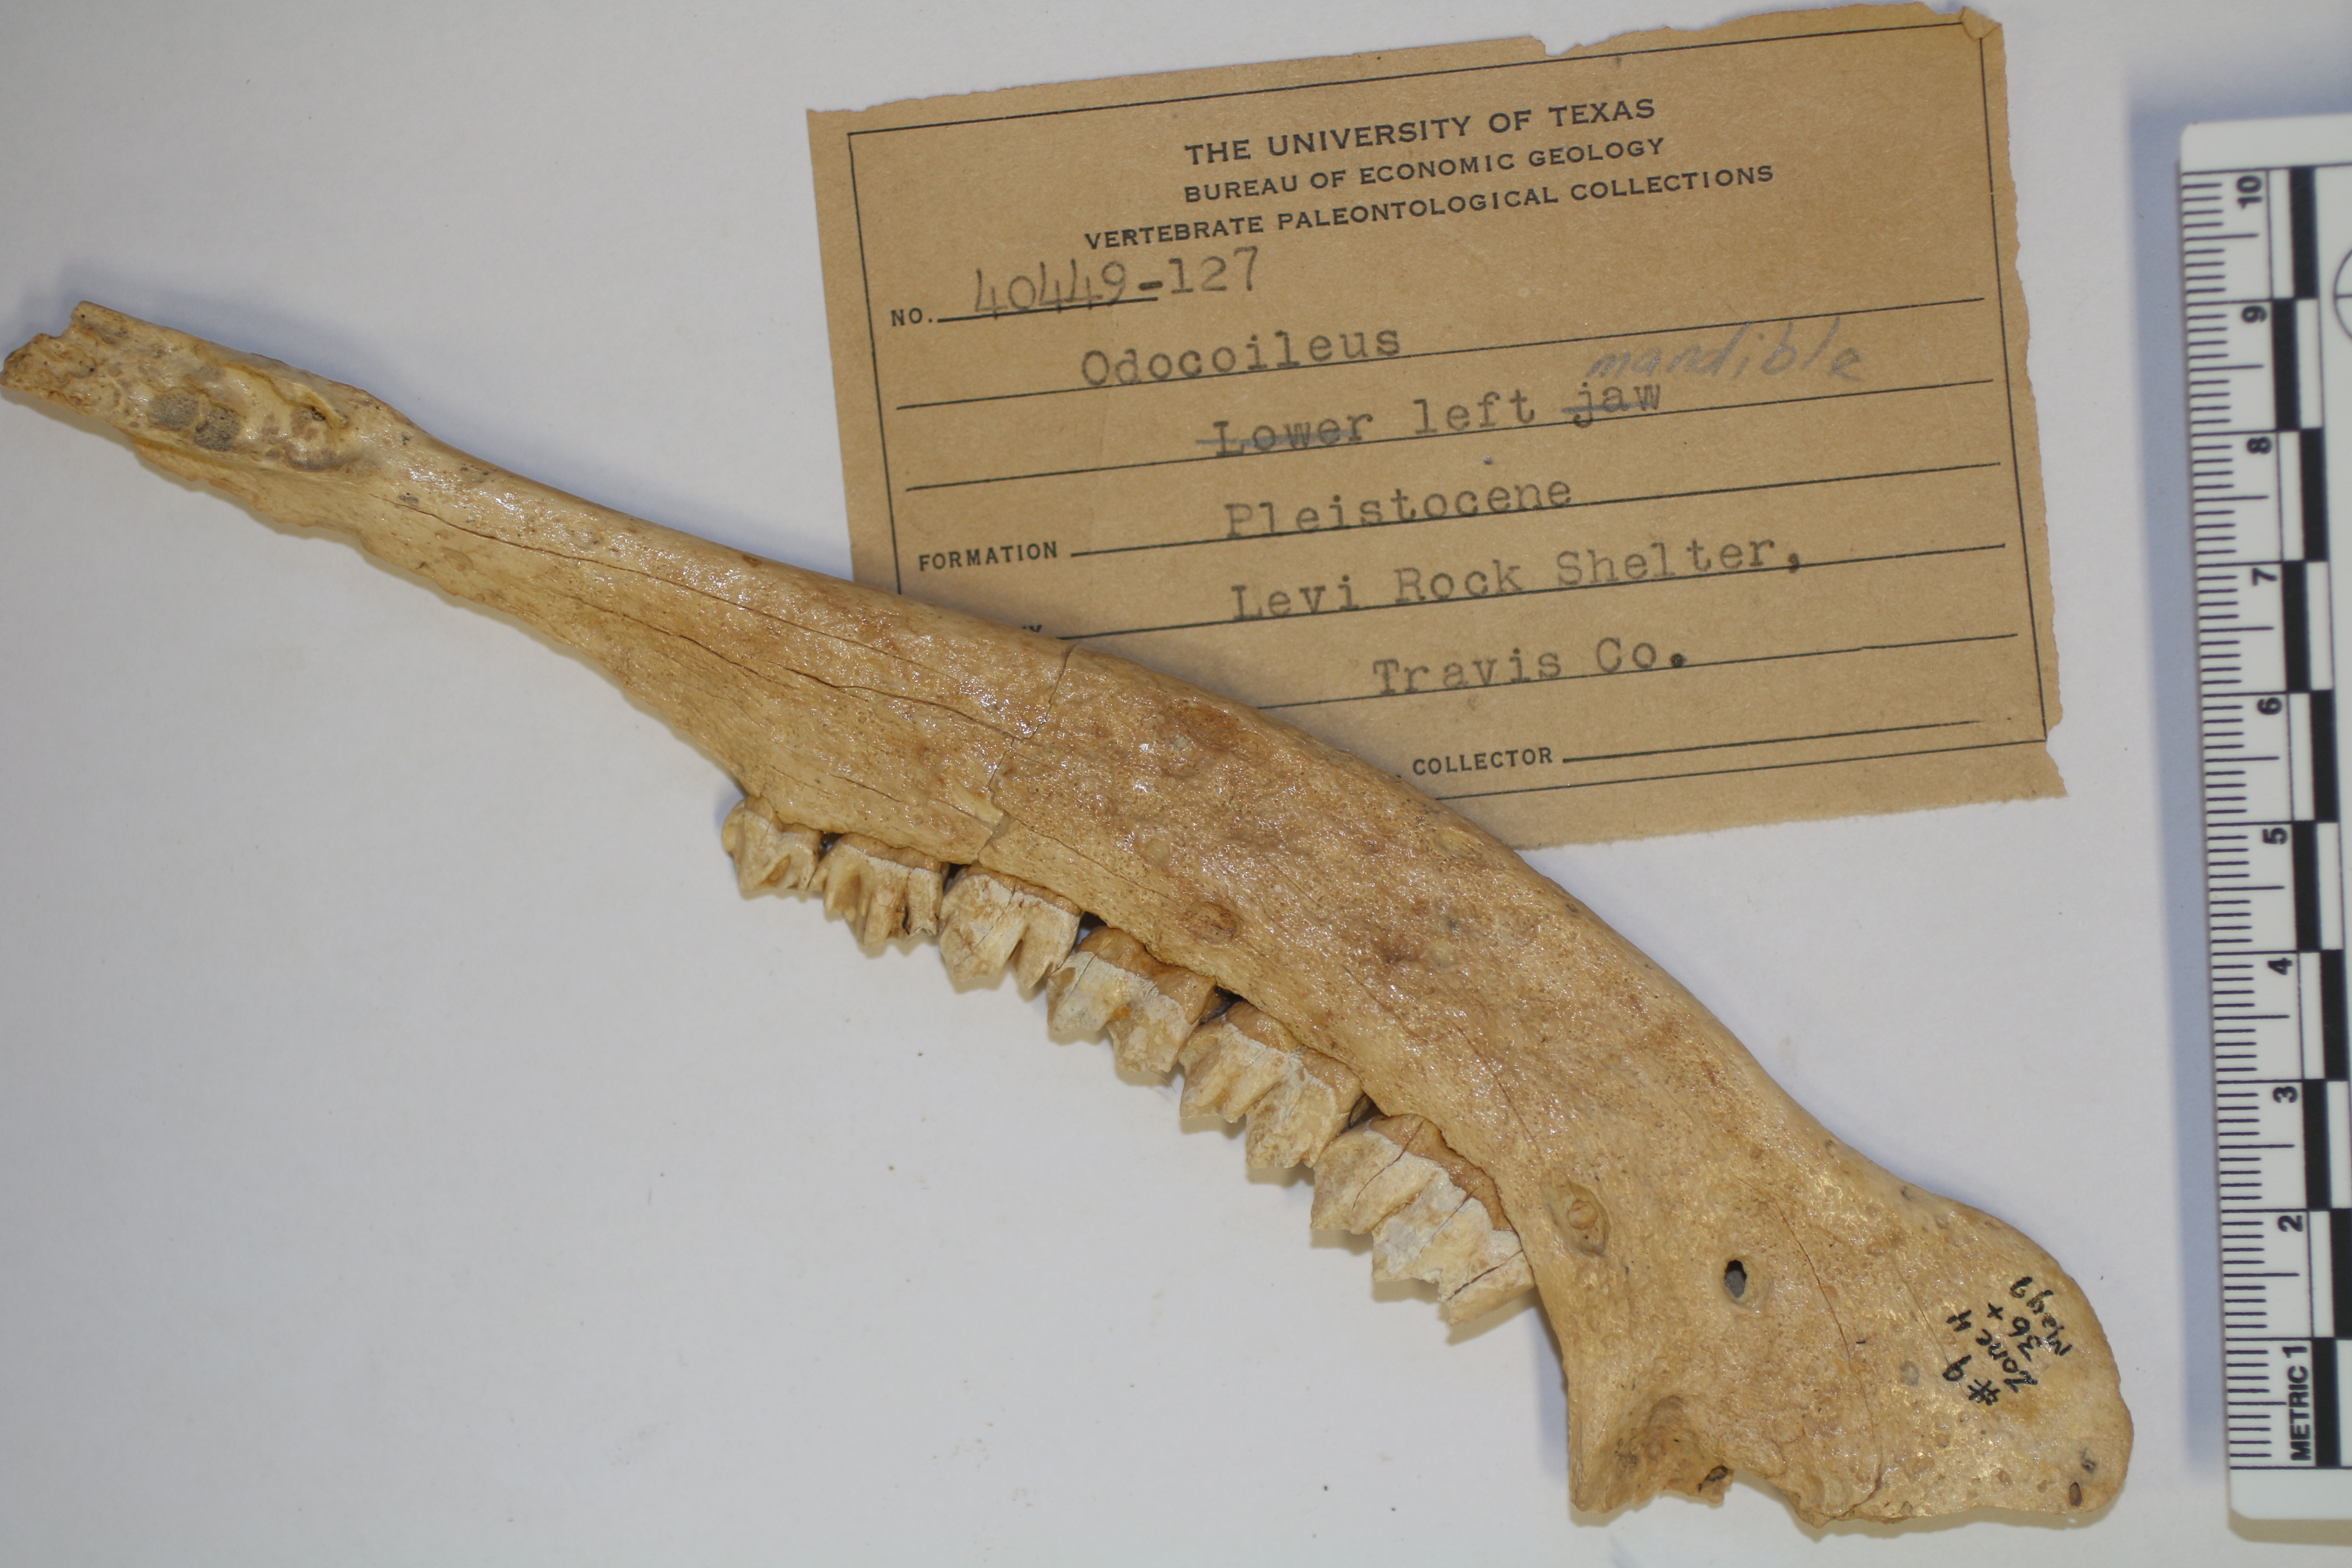 THE UNIVERSITY OF TEXAS
BUREAU OF ECONOMIC GEOLOGY
VERTEBRATE PALEONTOLOGICAL COLLECTIONS
NO. 40449-127
Odocoileus
mandible
Lower left jaw
FORMATION Pleistocene
Levi Rock Shelter,
Travis Co.
COLLECTOR
#9
Zone 4
36+
10
9
8
7
6
5
4
3
2
METRIC 1